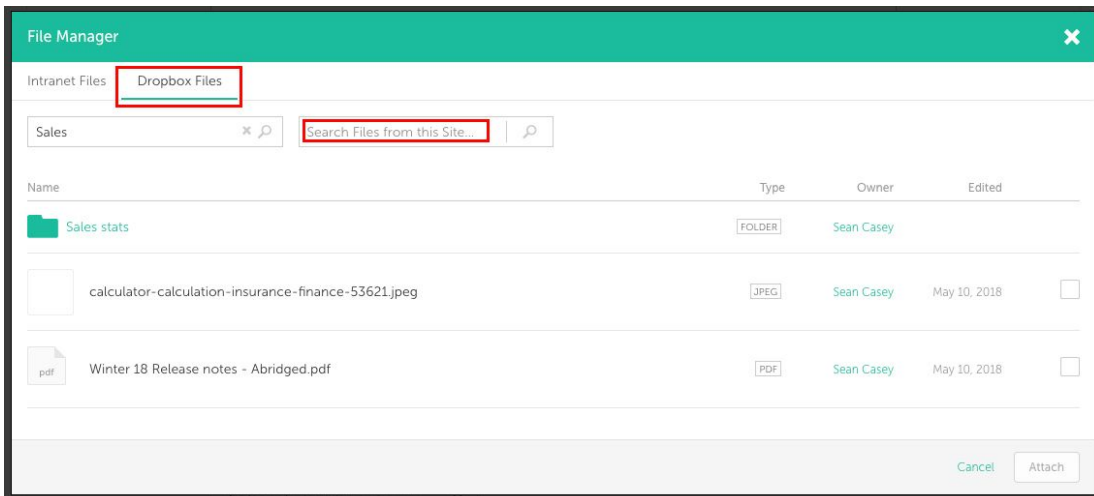 File Manager
Intranet Files Dropbox Files
Sales Search Files from this Site...
Name Type Owner Edited
Sales stats FOLDER Sean Casey
calculator-calculation-insurance-finance-53621.jpeg JPEG Sean Casey May 10, 2018
pdf Winter 18 Release notes - Abridged.pdf PDF Sean Casey May 10, 2018
Cancel Attach